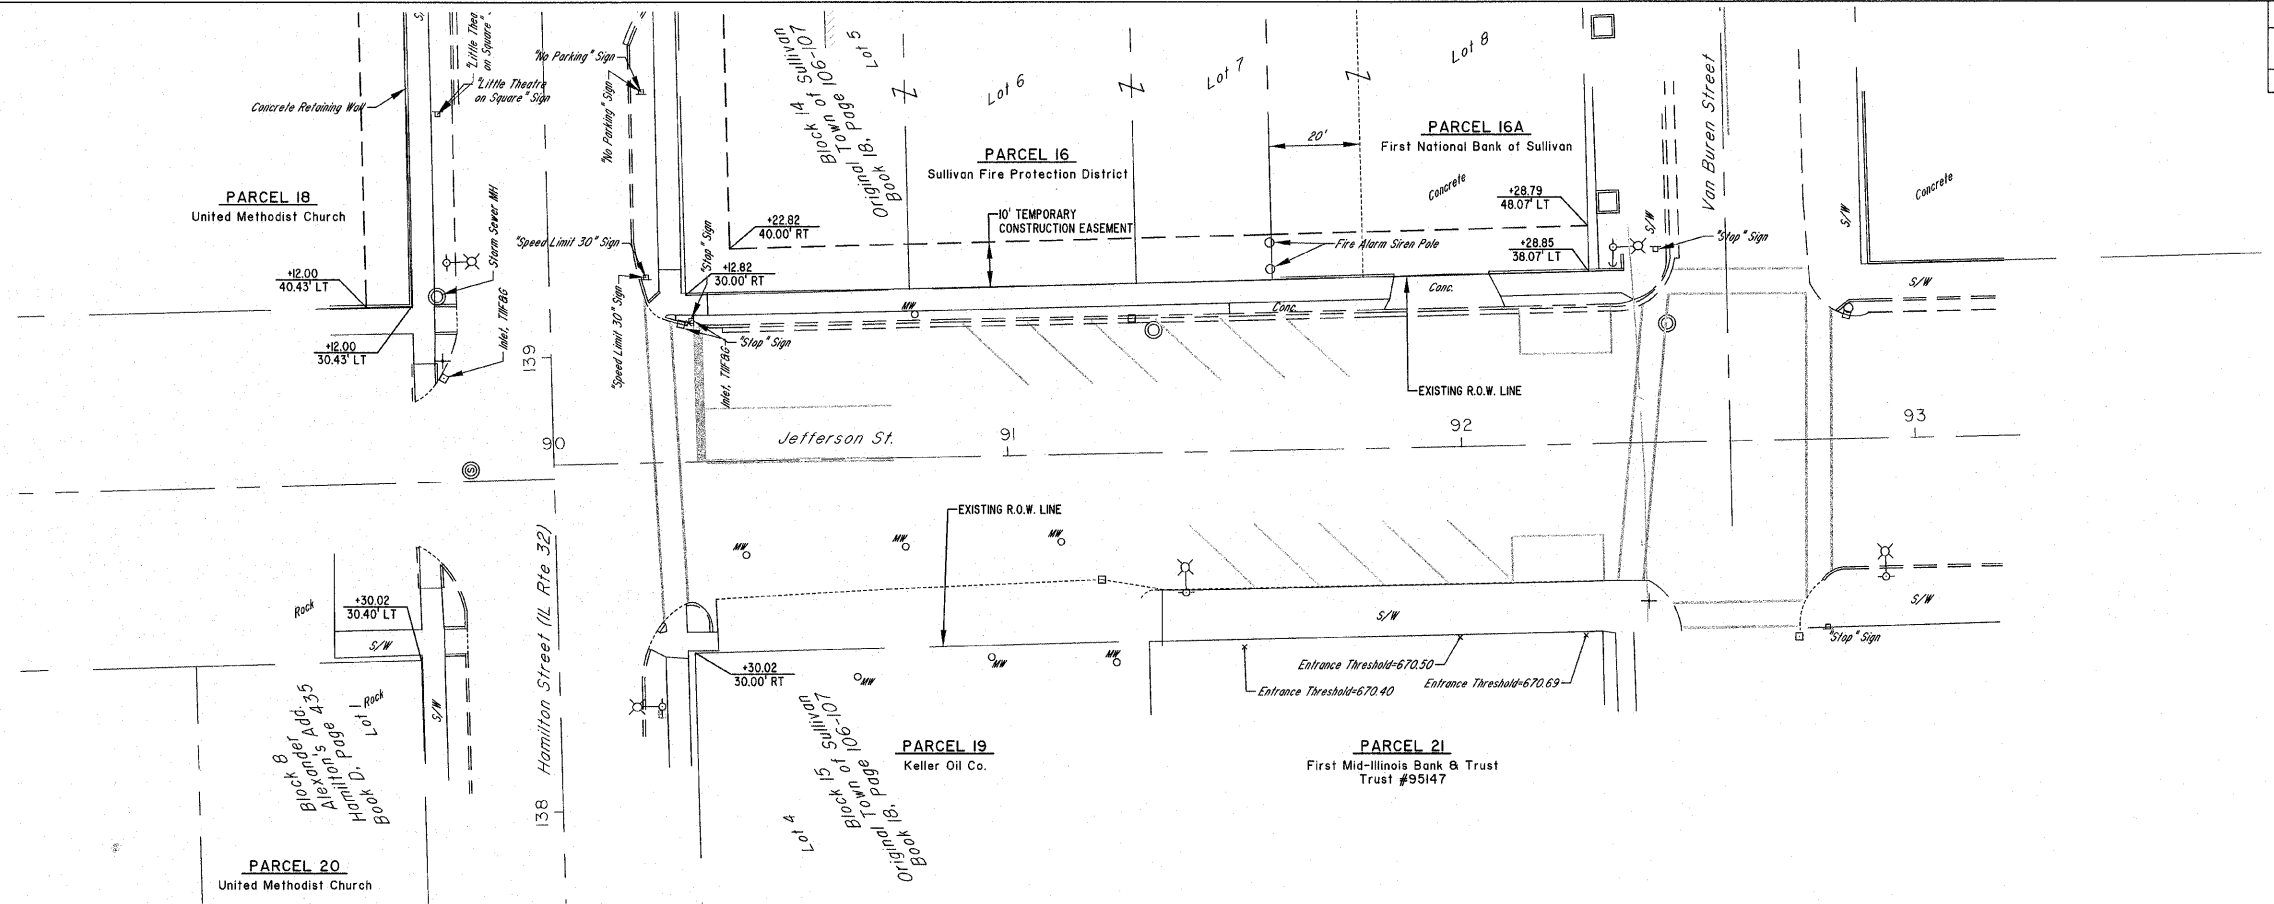 S/
"Little Thea
on Square".
"Little Theatre
on Square" Sign
Concrete Retaining Wall
PARCEL 18
United Methodist Church
Storm Sewer MH
+12.00
40.43' LT
+12.00
30.43' LT
Inlet, T11F&G
139
"No Parking" Sign
"No Parking" Sign
"Speed Limit 30" Sign
"Speed Limit 30" Sign
"Stop" Sign
+12.82
30.00' RT
+22.82
40.00' RT
Block 14 Sullivan
Town of
Original
Book 1B, Page 106-107
Lot 5
Lot 6
Lot 7
Lot 8
PARCEL 16
Sullivan Fire Protection District
10' TEMPORARY
CONSTRUCTION EASEMENT
20'
PARCEL 16A
First National Bank of Sullivan
Concrete
+28.79
48.07' LT
+28.85
38.07' LT
Fire Alarm Siren Pole
S/W
"Stop" Sign
Van Buren Street
S/W
Concrete
S/W
MW
Conc.
Conc.
"Stop" Sign
Inlet, T11F&G
EXISTING R.O.W. LINE
Jefferson St.
90
91
92
93
S
EXISTING R.O.W. LINE
Hamilton Street (IL Rte 32)
MW
MW
MW
Rock
+30.02
30.40' LT
S/W
S/W
S/W
S/W
"Stop" Sign
+30.02
30.00' RT
MW
MW
MW
Entrance Threshold=670.50
Entrance Threshold=670.40
Entrance Threshold=670.69
Block 8
Alexander
Hamilton's Add.
Book D, Page 435
Lot 1
Rock
138
Lot 4
Block 15 Sullivan
Town of
Original
Book 1B, Page 106-107
PARCEL 19
Keller Oil Co.
PARCEL 21
First Mid-Illinois Bank & Trust
Trust #95147
PARCEL 20
United Methodist Church